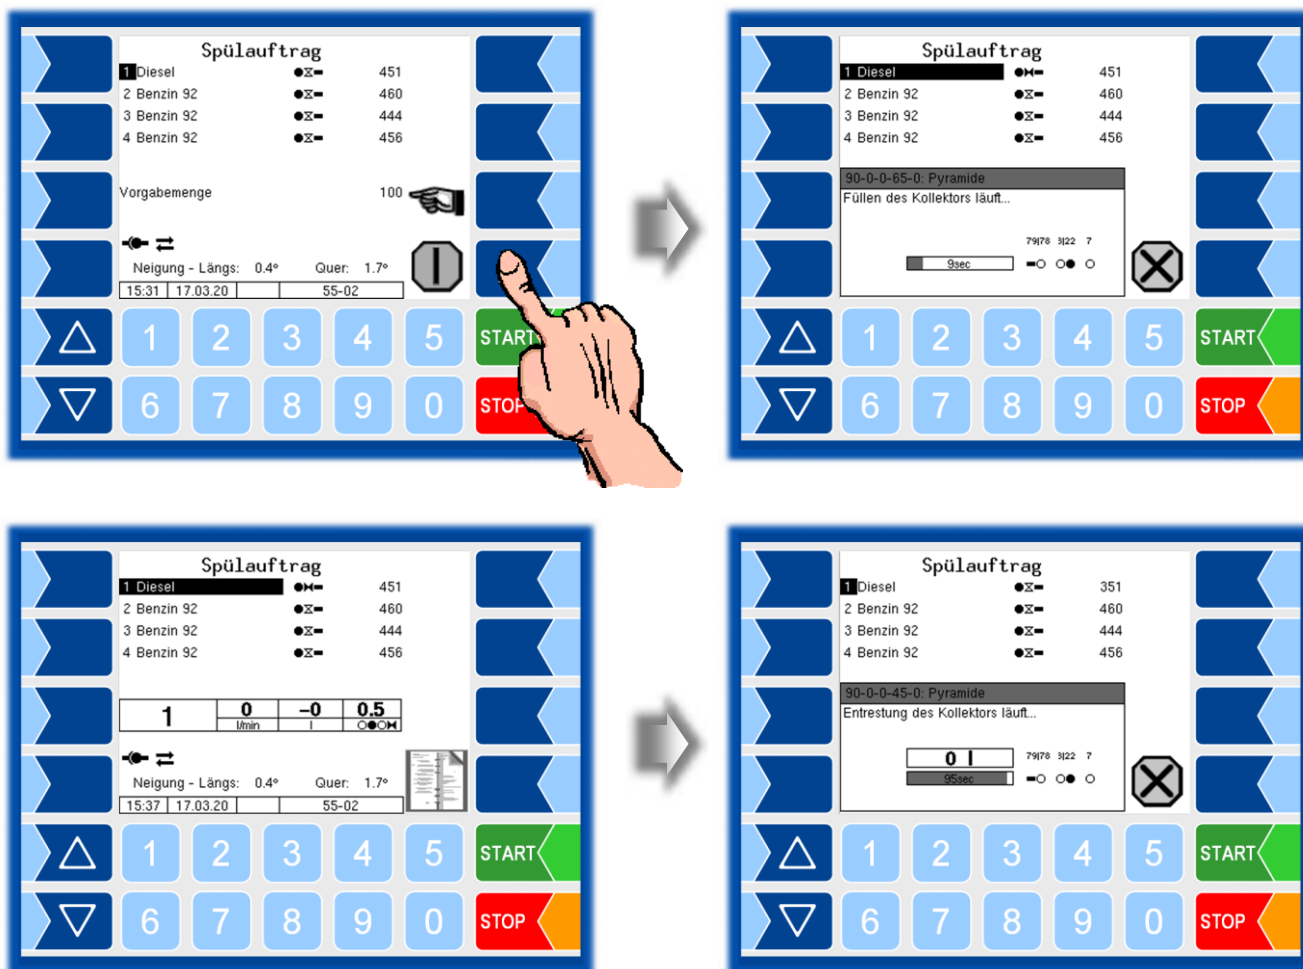 Spülauftrag
1 Diesel 451
2 Benzin 92 460
3 Benzin 92 444
4 Benzin 92 456
Vorgabemenge 100
Neigung - Längs: 0.4° Quer: 1.7°
15:31 17.03.20 55-02
1 2 3 4 5 START
6 7 8 9 0 STOP
Spülauftrag
1 Diesel 451
2 Benzin 92 460
3 Benzin 92 444
4 Benzin 92 456
90-0-0-65-0: Pyramide
Füllen des Kollektors läuft...
79|78 3|22 7
9sec
1 2 3 4 5 START
6 7 8 9 0 STOP
Spülauftrag
1 Diesel 451
2 Benzin 92 460
3 Benzin 92 444
4 Benzin 92 456
1 0 -0 0.5
l/min l
Neigung - Längs: 0.4° Quer: 1.7°
15:37 17.03.20 55-02
1 2 3 4 5 START
6 7 8 9 0 STOP
Spülauftrag
1 Diesel 351
2 Benzin 92 460
3 Benzin 92 444
4 Benzin 92 456
90-0-0-45-0: Pyramide
Entrestung des Kollektors läuft...
0 l 79|78 3|22 7
95sec
1 2 3 4 5 START
6 7 8 9 0 STOP